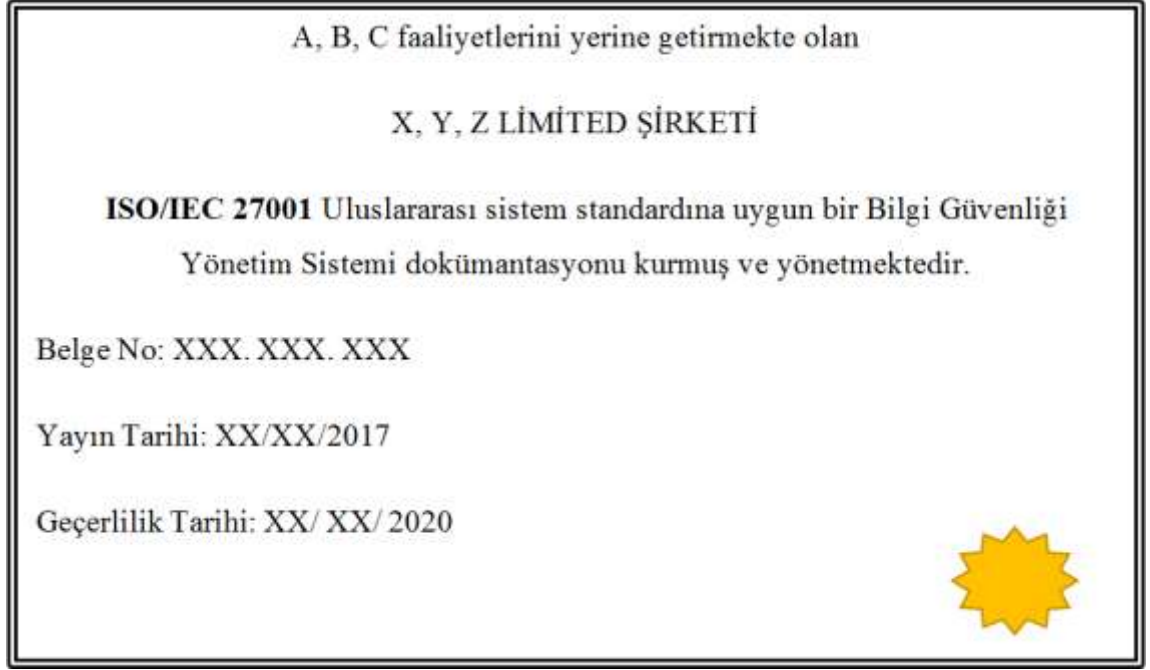 A, B, C faaliyetlerini yerine getirmekte olan
X, Y, Z LİMİTED ŞİRKETİ
ISO/IEC 27001 Uluslararası sistem standardına uygun bir Bilgi Güvenliği
Yönetim Sistemi dokümantasyonu kurmuş ve yönetmektedir.
Belge No: XXX. XXX. XXX
Yayın Tarihi: XX/XX/2017
Geçerlilik Tarihi: XX/ XX/ 2020